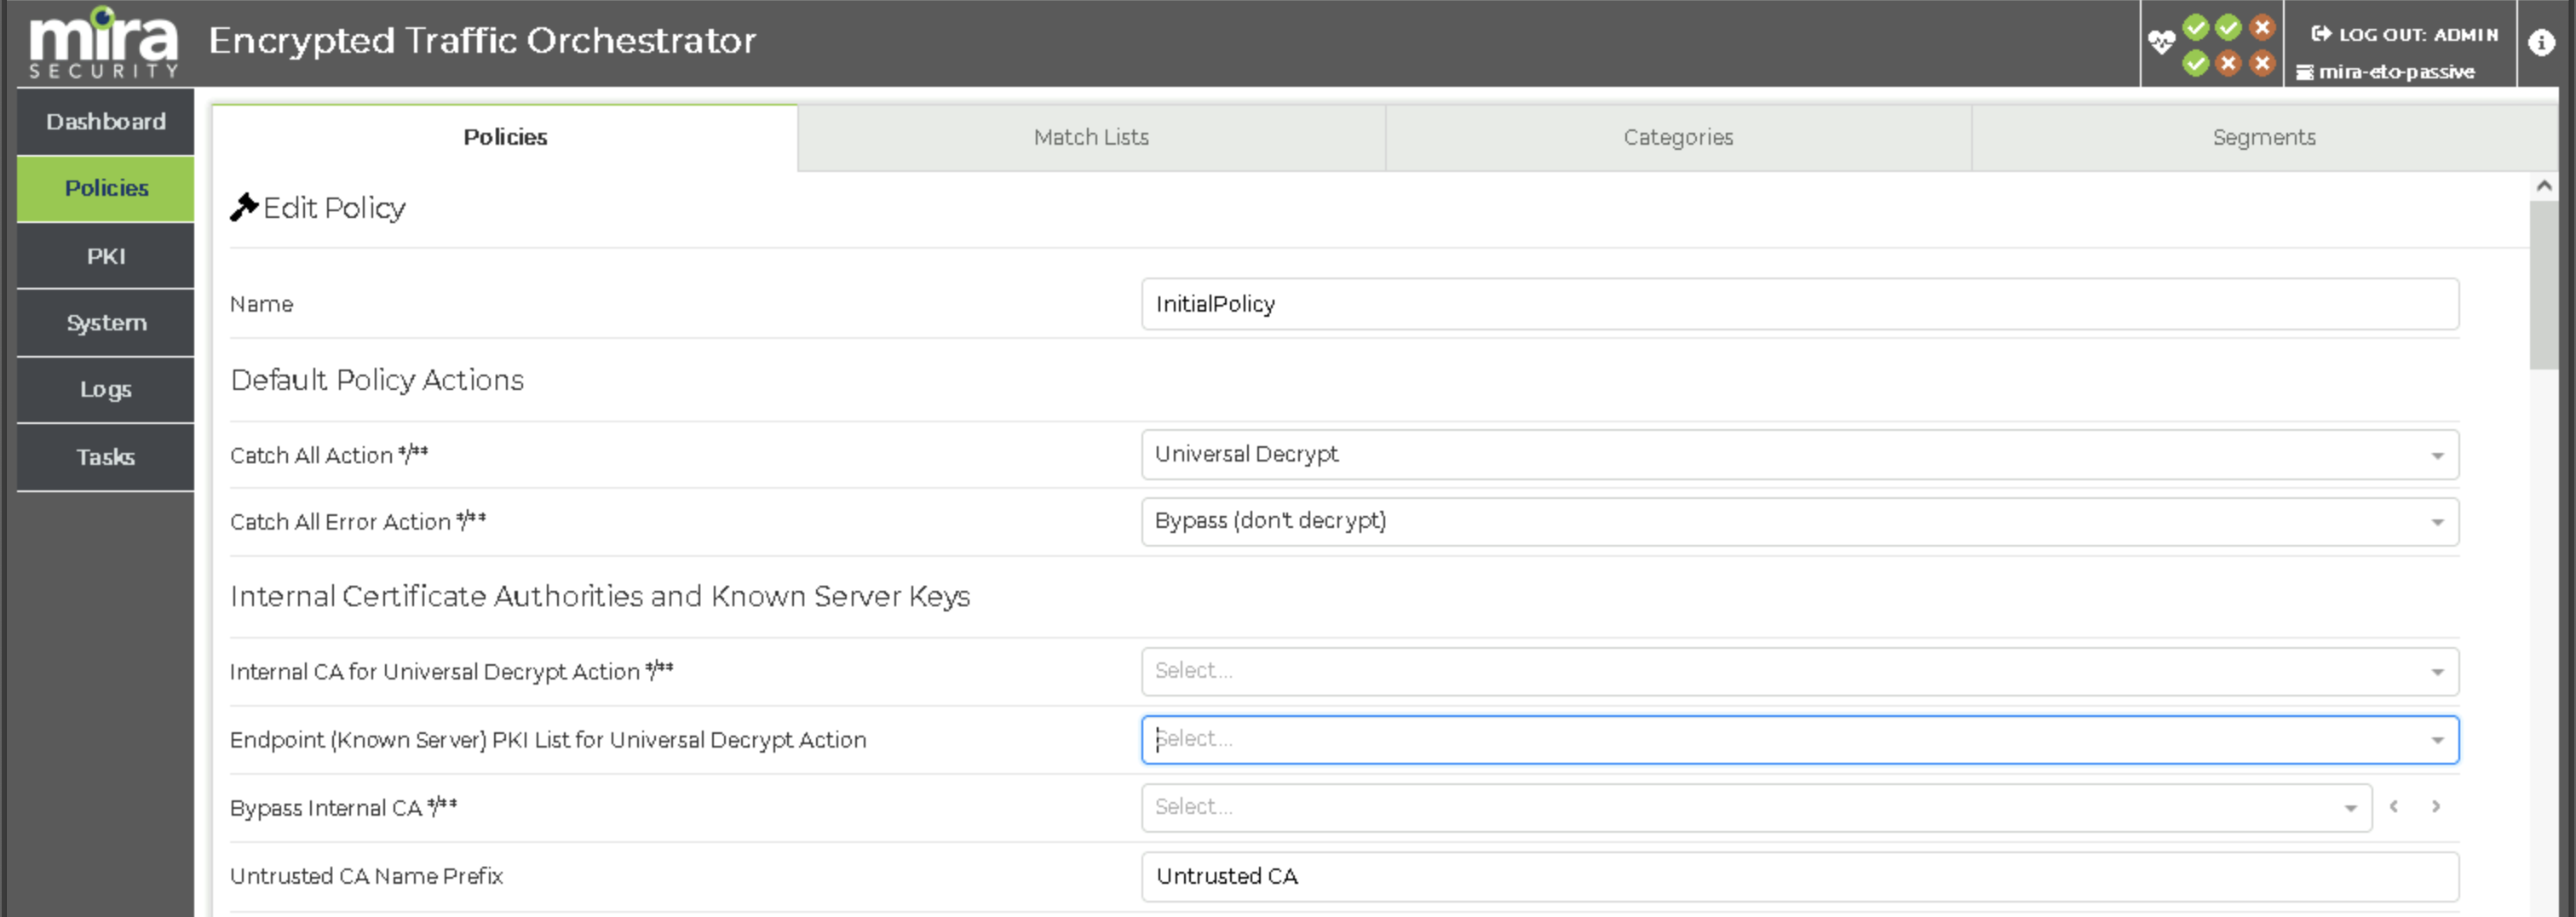 mira
SECURITY
Encrypted Traffic Orchestrator
LOG OUT: ADMIN
mira-eto-passive
Dashboard
Policies
PKI
System
Logs
Tasks
Policies
Match Lists
Categories
Segments
Edit Policy
Name
InitialPolicy
Default Policy Actions
Catch All Action */**
Universal Decrypt
Catch All Error Action */**
Bypass (don't decrypt)
Internal Certificate Authorities and Known Server Keys
Internal CA for Universal Decrypt Action */**
Select...
Endpoint (Known Server) PKI List for Universal Decrypt Action
Select...
Bypass Internal CA */**
Select...
Untrusted CA Name Prefix
Untrusted CA